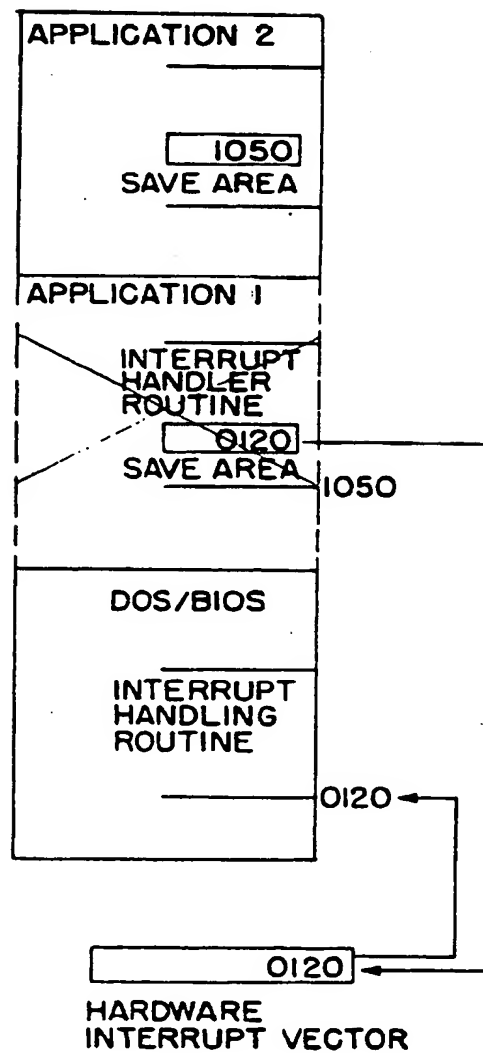 APPLICATION 2
1050
SAVE AREA
APPLICATION 1
INTERRUPT
HANDLER
ROUTINE
0120
SAVE AREA
1050
DOS/BIOS
INTERRUPT
HANDLING
ROUTINE
0120
0120
HARDWARE
INTERRUPT VECTOR